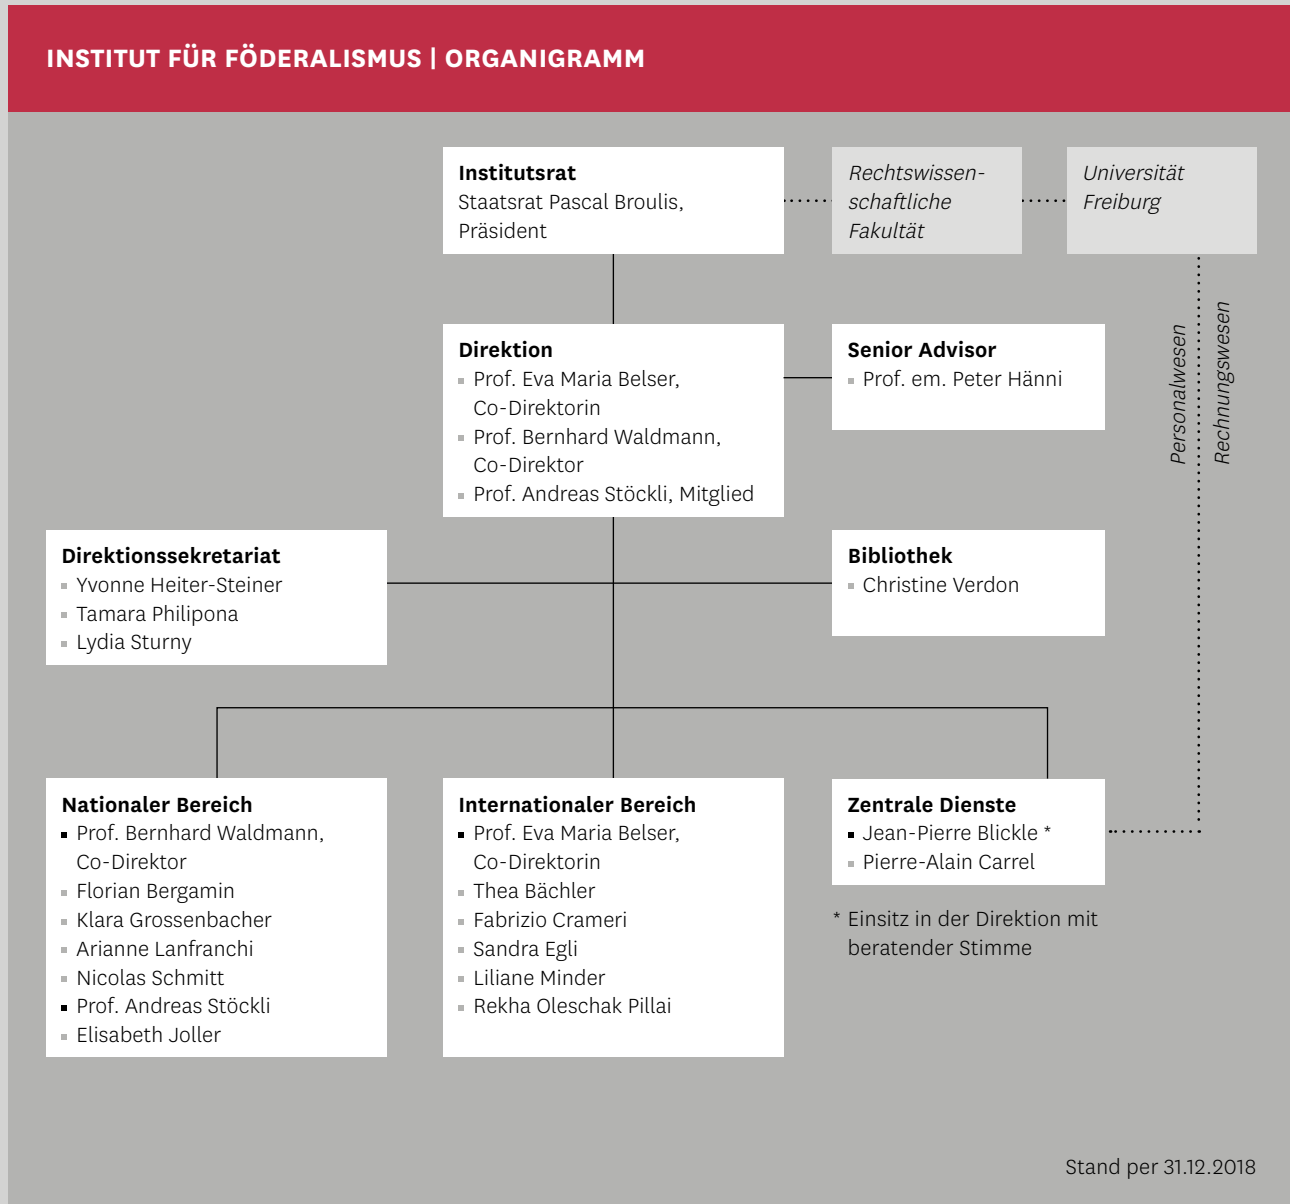 INSTITUT FÜR FÖDERALISMUS | ORGANIGRAMM
Institutsrat
Staatsrat Pascal Broulis,
Präsident
Rechtswissen-
schaftliche
Fakultät
Universität
Freiburg
Personalwesen
Rechnungswesen
Direktion
Prof. Eva Maria Belser,
Co-Direktorin
Prof. Bernhard Waldmann,
Co-Direktor
Prof. Andreas Stöckli, Mitglied
Senior Advisor
Prof. em. Peter Hänni
Direktionssekretariat
Yvonne Heiter-Steiner
Tamara Philipona
Lydia Sturny
Bibliothek
Christine Verdon
Nationaler Bereich
Prof. Bernhard Waldmann,
Co-Direktor
Florian Bergamin
Klara Grossenbacher
Arianne Lanfranchi
Nicolas Schmitt
Prof. Andreas Stöckli
Elisabeth Joller
Internationaler Bereich
Prof. Eva Maria Belser,
Co-Direktorin
Thea Bächler
Fabrizio Crameri
Sandra Egli
Liliane Minder
Rekha Oleschak Pillai
Zentrale Dienste
Jean-Pierre Blickle *
Pierre-Alain Carrel
* Einsitz in der Direktion mit
beratender Stimme
Stand per 31.12.2018